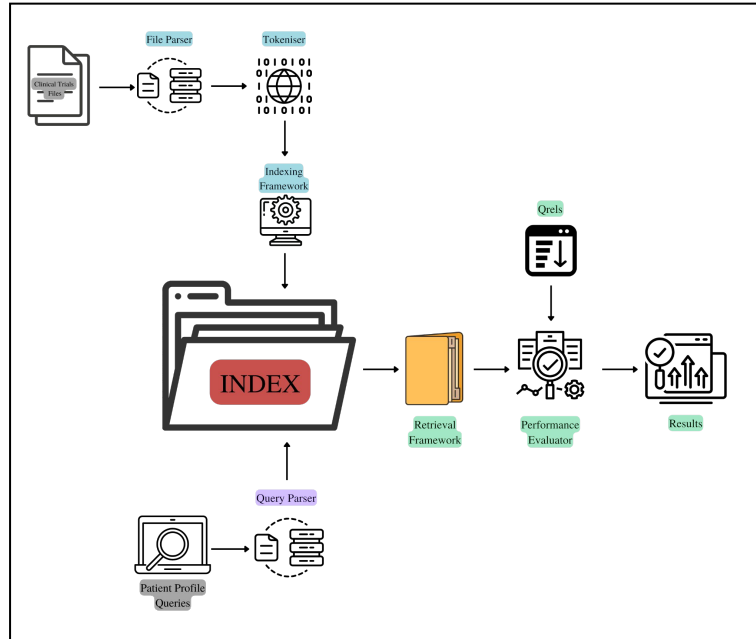 File Parser
Tokeniser
Clinical Trials
Files
Indexing
Framework
Qrels
INDEX
Retrieval
Framework
Performance
Evaluator
Results
Query Parser
Patient Profile
Queries